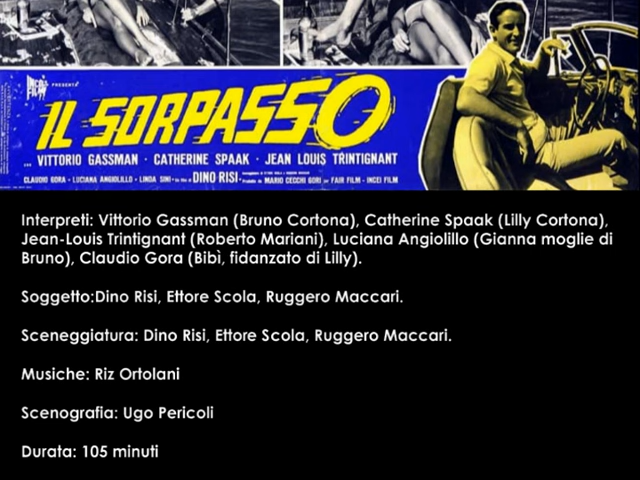 INCEI FILM PRESENTA
IL SORPASSO
VITTORIO GASSMAN · CATHERINE SPAAK · JEAN LOUIS TRINTIGNANT
CLAUDIO GORA · LUCIANA ANGIOLILLO · LINDA SINI · DINO RISI MARIO CECCHI GORI PER FAIR FILM - INCEI FILM
Interpreti: Vittorio Gassman (Bruno Cortona), Catherine Spaak (Lilly Cortona),
Jean-Louis Trintignant (Roberto Mariani), Luciana Angiolillo (Gianna moglie di
Bruno), Claudio Gora (Bibì, fidanzato di Lilly).
Soggetto:Dino Risi, Ettore Scola, Ruggero Maccari.
Sceneggiatura: Dino Risi, Ettore Scola, Ruggero Maccari.
Musiche: Riz Ortolani
Scenografia: Ugo Pericoli
Durata: 105 minuti